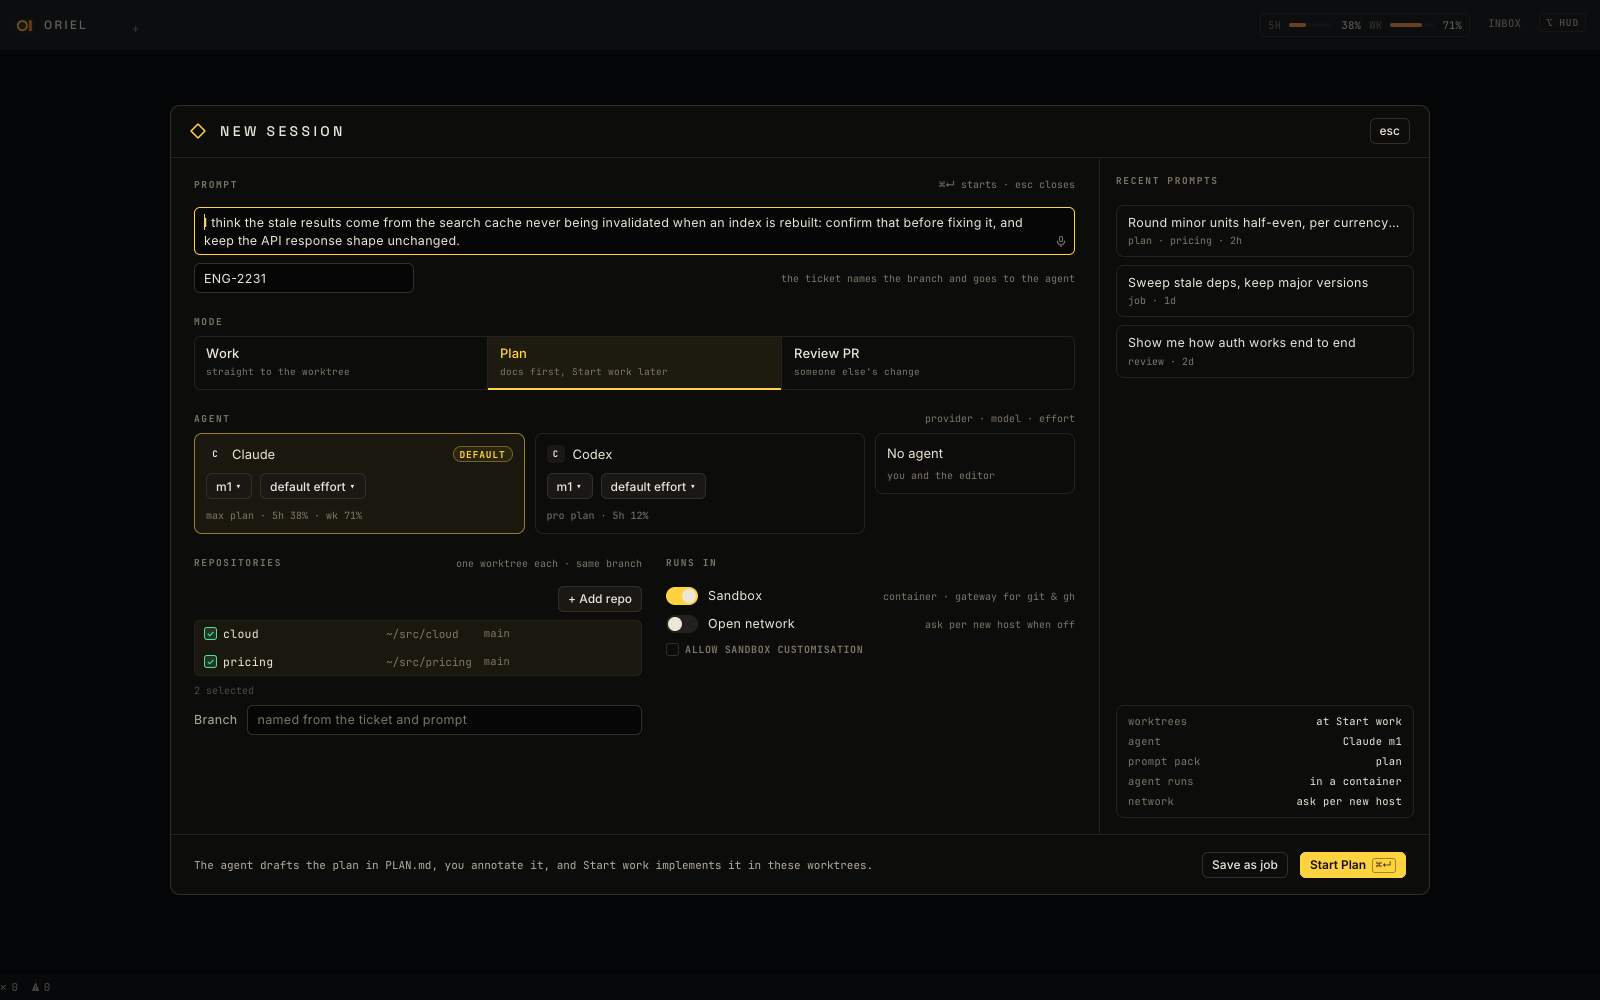 ORIEL
+
5H 38% WK 71%
INBOX
⌥ HUD
NEW SESSION
esc
PROMPT
⌘↵ starts · esc closes
I think the stale results come from the search cache never being invalidated when an index is rebuilt: confirm that before fixing it, and
keep the API response shape unchanged.
ENG-2231
the ticket names the branch and goes to the agent
MODE
Work
straight to the worktree
Plan
docs first, Start work later
Review PR
someone else's change
AGENT
provider · model · effort
C Claude
DEFAULT
m1 ▾
default effort ▾
max plan · 5h 38% · wk 71%
C Codex
m1 ▾
default effort ▾
pro plan · 5h 12%
No agent
you and the editor
REPOSITORIES
one worktree each · same branch
+ Add repo
cloud ~/src/cloud main
pricing ~/src/pricing main
2 selected
Branch
named from the ticket and prompt
RUNS IN
Sandbox
container · gateway for git & gh
Open network
ask per new host when off
ALLOW SANDBOX CUSTOMISATION
RECENT PROMPTS
Round minor units half-even, per currency…
plan · pricing · 2h
Sweep stale deps, keep major versions
job · 1d
Show me how auth works end to end
review · 2d
worktrees at Start work
agent Claude m1
prompt pack plan
agent runs in a container
network ask per new host
The agent drafts the plan in PLAN.md, you annotate it, and Start work implements it in these worktrees.
Save as job
Start Plan ⌘↵
× 0 ▲ 0